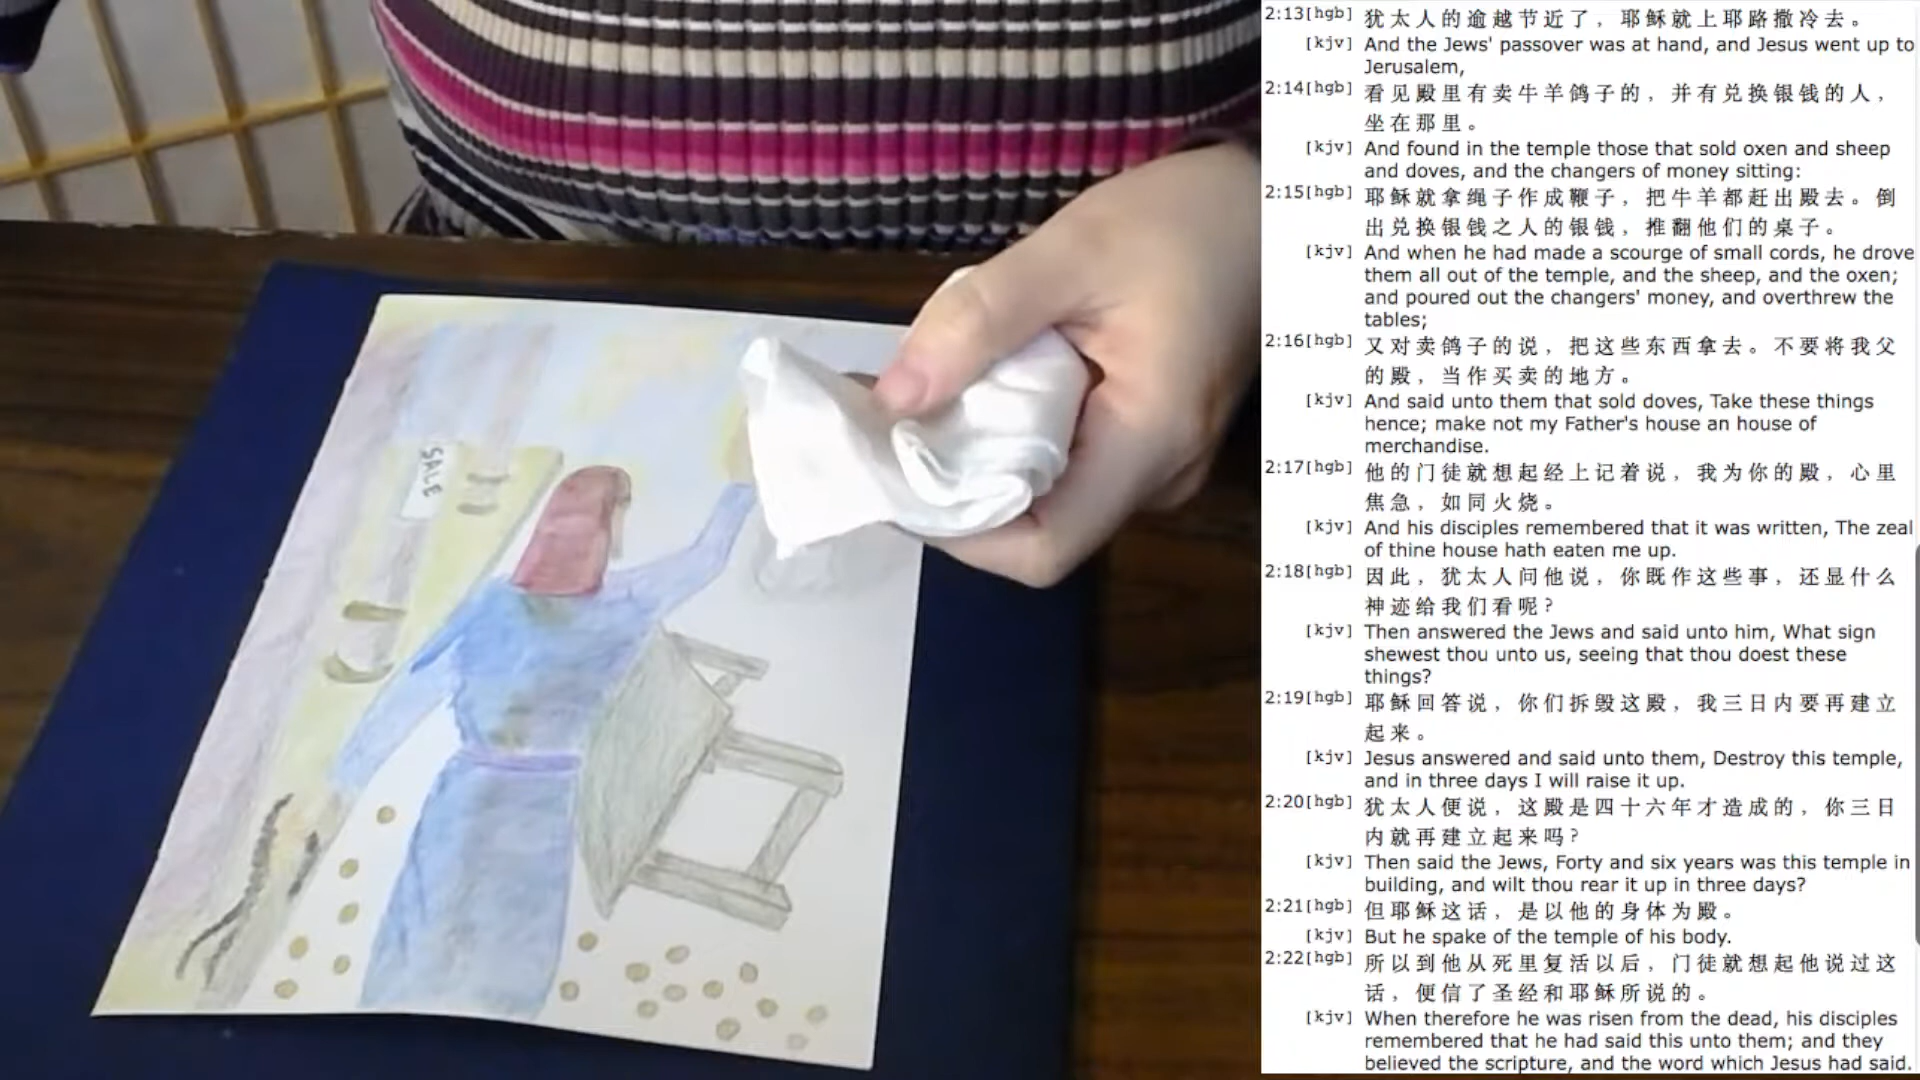 SALE
2:13[hgb] 犹太人的逾越节近了，耶稣就上耶路撒冷去。
[kjv] And the Jews' passover was at hand, and Jesus went up to
Jerusalem,
2:14[hgb] 看见殿里有卖牛羊鸽子的，并有兑换银钱的人，
坐在那里。
[kjv] And found in the temple those that sold oxen and sheep
and doves, and the changers of money sitting:
2:15[hgb] 耶稣就拿绳子作成鞭子，把牛羊都赶出殿去。倒
出兑换银钱之人的银钱，推翻他们的桌子。
[kjv] And when he had made a scourge of small cords, he drove
them all out of the temple, and the sheep, and the oxen;
and poured out the changers' money, and overthrew the
tables;
2:16[hgb] 又对卖鸽子的说，把这些东西拿去。不要将我父
的殿，当作买卖的地方。
[kjv] And said unto them that sold doves, Take these things
hence; make not my Father's house an house of
merchandise.
2:17[hgb] 他的门徒就想起经上记着说，我为你的殿，心里
焦急，如同火烧。
[kjv] And his disciples remembered that it was written, The zeal
of thine house hath eaten me up.
2:18[hgb] 因此，犹太人问他说，你既作这些事，还显什么
神迹给我们看呢？
[kjv] Then answered the Jews and said unto him, What sign
shewest thou unto us, seeing that thou doest these
things?
2:19[hgb] 耶稣回答说，你们拆毁这殿，我三日内要再建立
起来。
[kjv] Jesus answered and said unto them, Destroy this temple,
and in three days I will raise it up.
2:20[hgb] 犹太人便说，这殿是四十六年才造成的，你三日
内就再建立起来吗？
[kjv] Then said the Jews, Forty and six years was this temple in
building, and wilt thou rear it up in three days?
2:21[hgb] 但耶稣这话，是以他的身体为殿。
[kjv] But he spake of the temple of his body.
2:22[hgb] 所以到他从死里复活以后，门徒就想起他说过这
话，便信了圣经和耶稣所说的。
[kjv] When therefore he was risen from the dead, his disciples
remembered that he had said this unto them; and they
believed the scripture, and the word which Jesus had said.